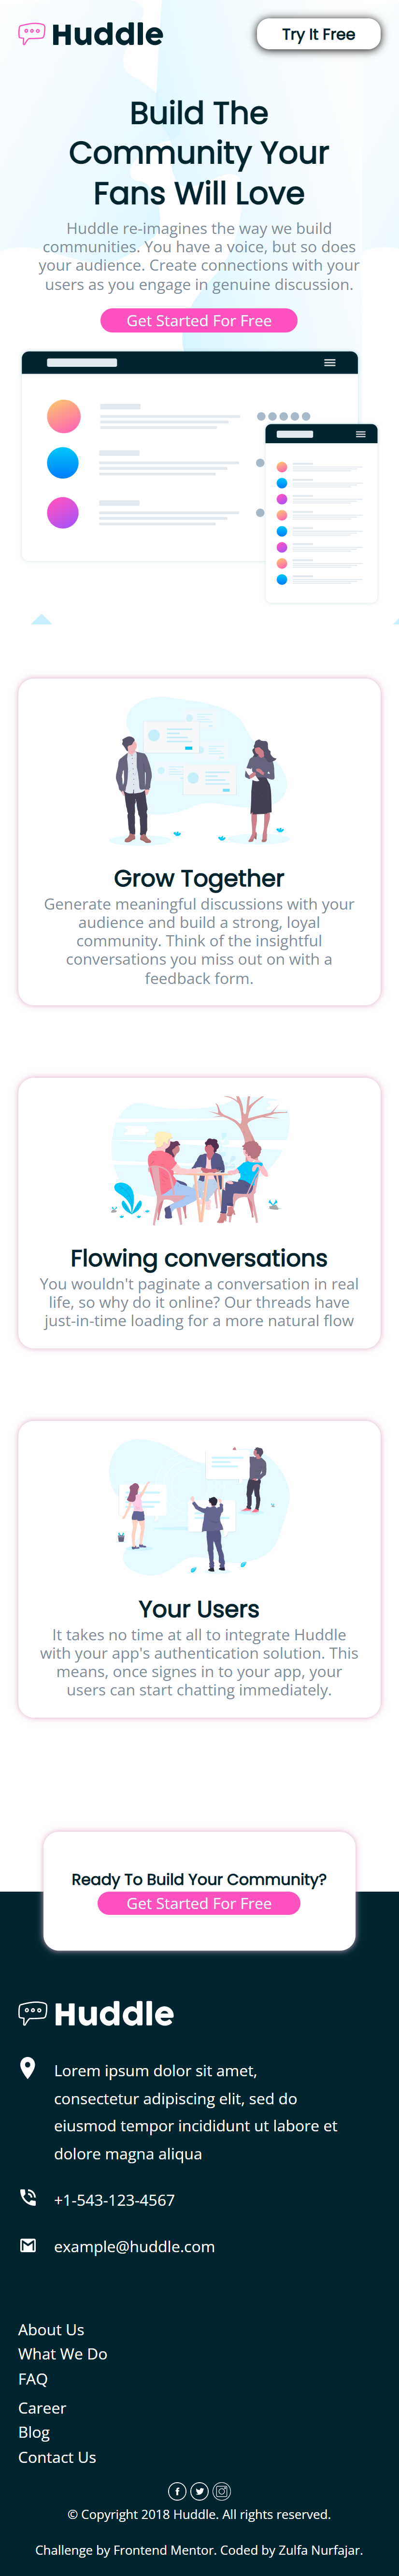 Huddle
Try It Free
Build The
Community Your
Fans Will Love
Huddle re-imagines the way we build
communities. You have a voice, but so does
your audience. Create connections with your
users as you engage in genuine discussion.
Get Started For Free
Grow Together
Generate meaningful discussions with your
audience and build a strong, loyal
community. Think of the insightful
conversations you miss out on with a
feedback form.
Flowing conversations
You wouldn't paginate a conversation in real
life, so why do it online? Our threads have
just-in-time loading for a more natural flow
Your Users
It takes no time at all to integrate Huddle
with your app's authentication solution. This
means, once signes in to your app, your
users can start chatting immediately.
Ready To Build Your Community?
Get Started For Free
Huddle
Lorem ipsum dolor sit amet,
consectetur adipiscing elit, sed do
eiusmod tempor incididunt ut labore et
dolore magna aliqua
+1-543-123-4567
example@huddle.com
About Us
What We Do
FAQ
Career
Blog
Contact Us
© Copyright 2018 Huddle. All rights reserved.
Challenge by Frontend Mentor. Coded by Zulfa Nurfajar.